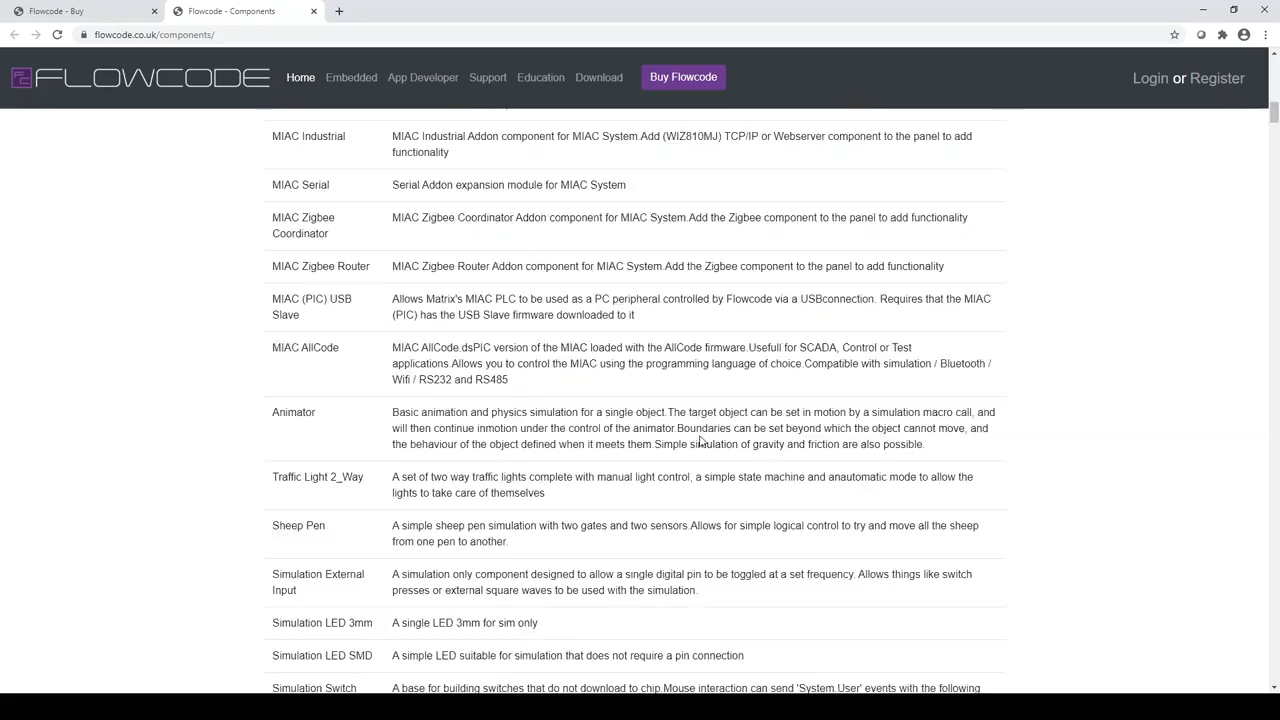 Flowcode - Buy
Flowcode - Components
flowcode.co.uk/components/
FLOWCODE
Home Embedded App Developer Support Education Download Buy Flowcode Login or Register
MIAC Industrial MIAC Industrial Addon component for MIAC System.Add (WIZ810MJ) TCP/IP or Webserver component to the panel to add
functionality
MIAC Serial Serial Addon expansion module for MIAC System
MIAC Zigbee MIAC Zigbee Coordinator Addon component for MIAC System.Add the Zigbee component to the panel to add functionality
Coordinator
MIAC Zigbee Router MIAC Zigbee Router Addon component for MIAC System.Add the Zigbee component to the panel to add functionality
MIAC (PIC) USB Allows Matrix's MIAC PLC to be used as a PC peripheral controlled by Flowcode via a USBconnection. Requires that the MIAC
Slave (PIC) has the USB Slave firmware downloaded to it
MIAC AllCode MIAC AllCode.dsPIC version of the MIAC loaded with the AllCode firmware.Usefull for SCADA, Control or Test
applications.Allows you to control the MIAC using the programming language of choice.Compatible with simulation / Bluetooth /
Wifi / RS232 and RS485
Animator Basic animation and physics simulation for a single object.The target object can be set in motion by a simulation macro call, and
will then continue inmotion under the control of the animator.Boundaries can be set beyond which the object cannot move, and
the behaviour of the object defined when it meets them.Simple simulation of gravity and friction are also possible.
Traffic Light 2_Way A set of two way traffic lights complete with manual light control, a simple state machine and anautomatic mode to allow the
lights to take care of themselves
Sheep Pen A simple sheep pen simulation with two gates and two sensors.Allows for simple logical control to try and move all the sheep
from one pen to another.
Simulation External A simulation only component designed to allow a single digital pin to be toggled at a set frequency. Allows things like switch
Input presses or external square waves to be used with the simulation.
Simulation LED 3mm A single LED 3mm for sim only
Simulation LED SMD A simple LED suitable for simulation that does not require a pin connection
Simulation Switch A base for building switches that do not download to chip.Mouse interaction can send 'System.User' events with the following